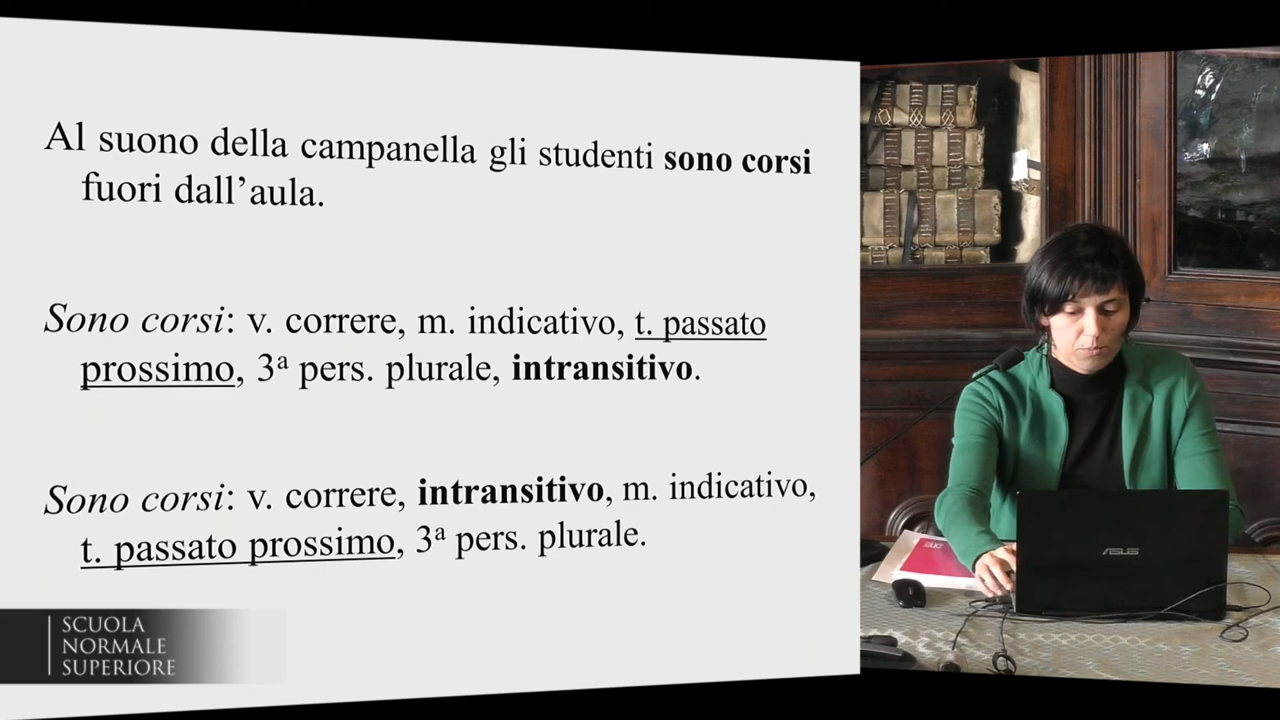 Al suono della campanella gli studenti sono corsi
fuori dall’aula.
Sono corsi: v. correre, m. indicativo, t. passato
prossimo, 3ª pers. plurale, intransitivo.
Sono corsi: v. correre, intransitivo, m. indicativo,
t. passato prossimo, 3ª pers. plurale.
SCUOLA
NORMALE
SUPERIORE
ASUS